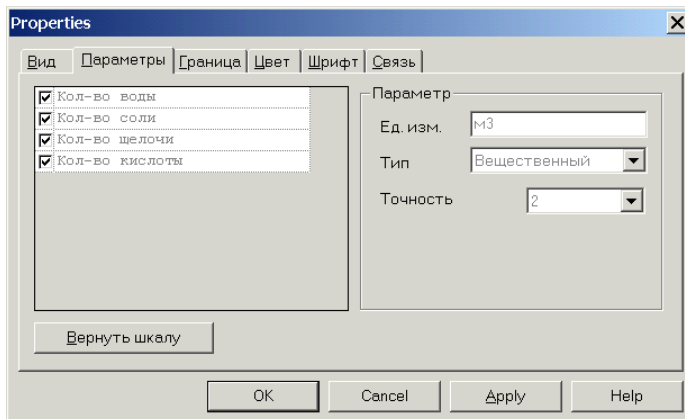 Properties
Вид Параметры Граница Цвет Шрифт Связь
Кол-во воды
Кол-во соли
Кол-во щелочи
Кол-во кислоты
Параметр
Ед. изм. м3
Тип Вещественный
Точность 2
Вернуть шкалу
OK Cancel Apply Help